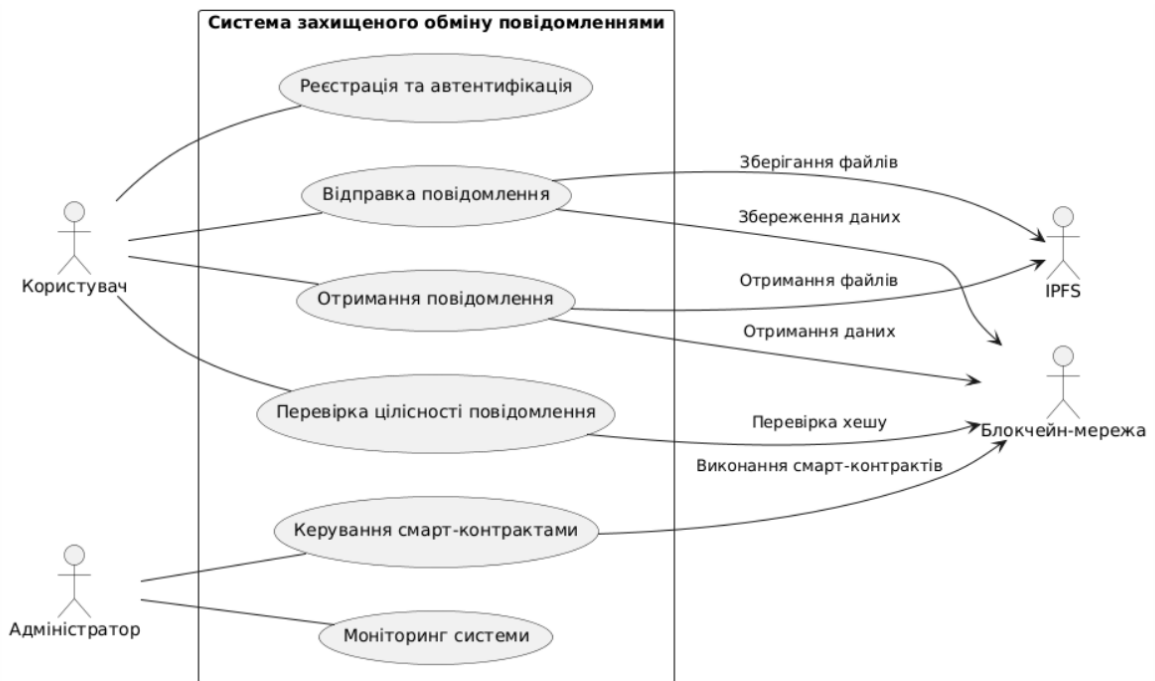 Система захищеного обміну повідомленнями
Реєстрація та автентифікація
Зберігання файлів
Відправка повідомлення
Збереження даних
Користувач
Отримання файлів
IPFS
Отримання повідомлення
Отримання даних
Перевірка цілісності повідомлення
Перевірка хешу
Блокчейн-мережа
Виконання смарт-контрактів
Керування смарт-контрактами
Адміністратор
Моніторинг системи